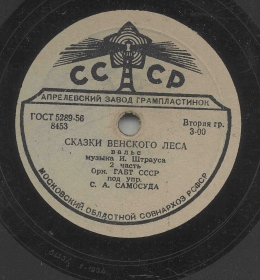 СССР
АПРЕЛЕВСКИЙ ЗАВОД ГРАМПЛАСТИНОК
ГОСТ 5289-56
8453
Вторая гр.
3-00
СКАЗКИ ВЕНСКОГО ЛЕСА
вальс
музыка И. Штрауса
2 часть
Орк. ГАБТ СССР
под упр.
С. А. САМОСУДА
МОСКОВСКИЙ ОБЛАСТНОЙ СОВНАРХОЗ РСФСР